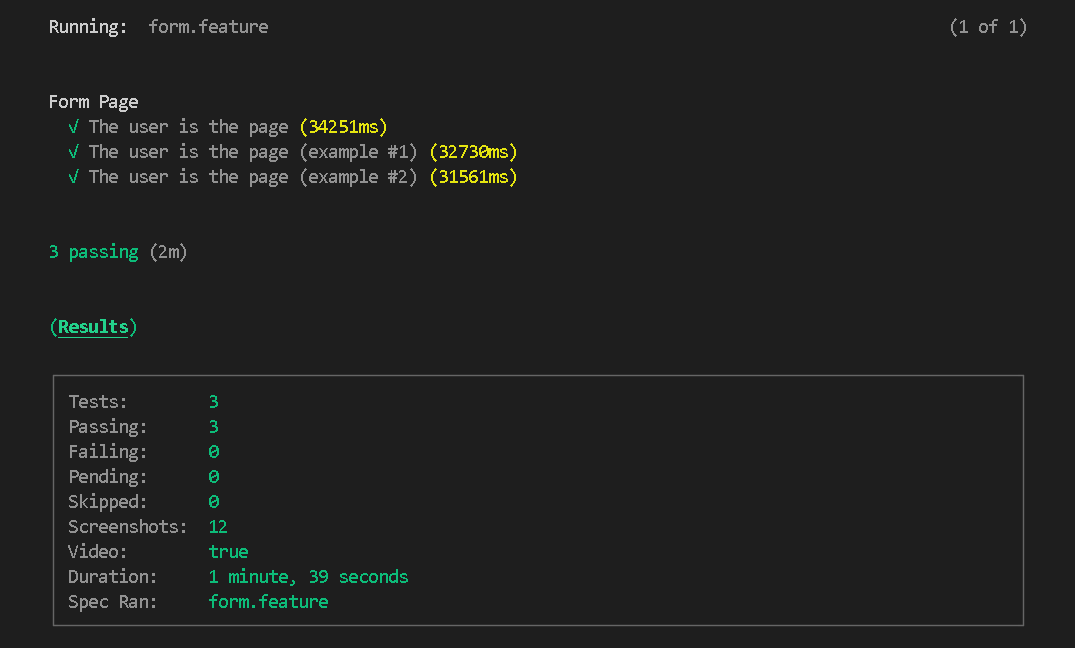 Running:  form.feature (1 of 1)
Form Page
√ The user is the page (34251ms)
√ The user is the page (example #1) (32730ms)
√ The user is the page (example #2) (31561ms)
3 passing (2m)
(Results)
Tests: 3
Passing: 3
Failing: 0
Pending: 0
Skipped: 0
Screenshots: 12
Video: true
Duration: 1 minute, 39 seconds
Spec Ran: form.feature